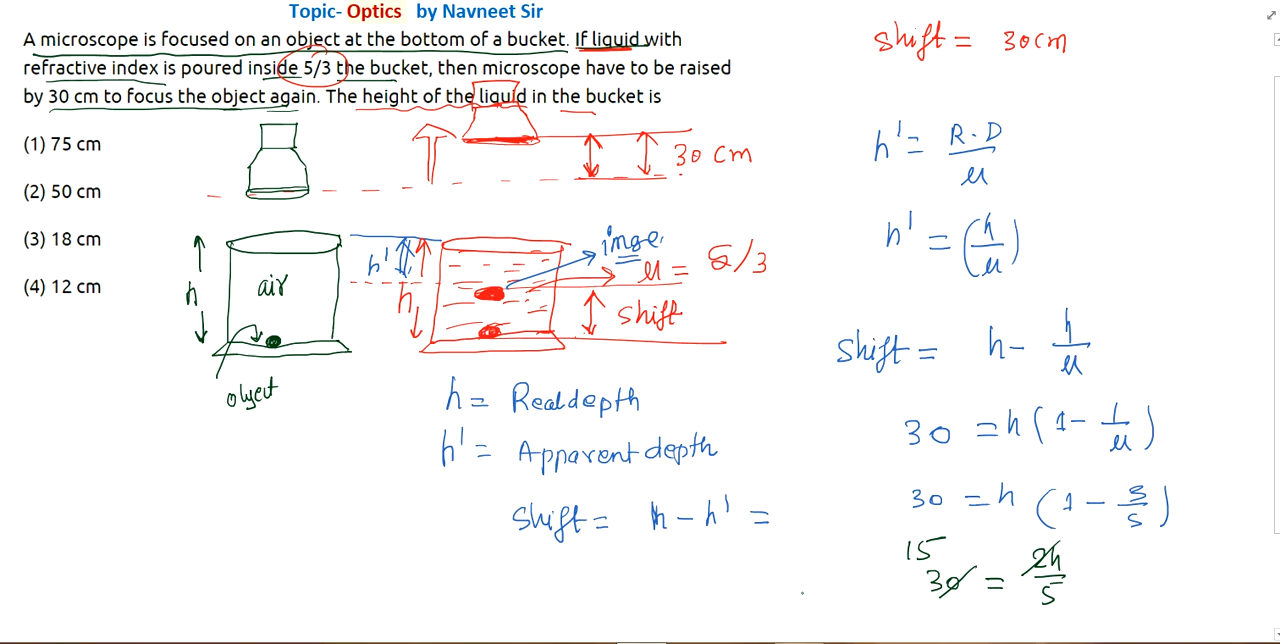 Topic- Optics by Navneet Sir
A microscope is focused on an object at the bottom of a bucket. If liquid with
refractive index is poured inside 5/3 the bucket, then microscope have to be raised
by 30 cm to focus the object again. The height of the liquid in the bucket is
(1) 75 cm
(2) 50 cm
(3) 18 cm
(4) 12 cm
30 cm
h
air
object
h'
h
imge
u = 5/3
shift
h = Real depth
h' = Apparent depth
shift = h - h' =
shift = 30cm
h' = R.D/u
h' = (h/u)
shift = h - h/u
30 = h(1 - 1/u)
30 = h (1 - 3/5)
15
30 = 2h/5